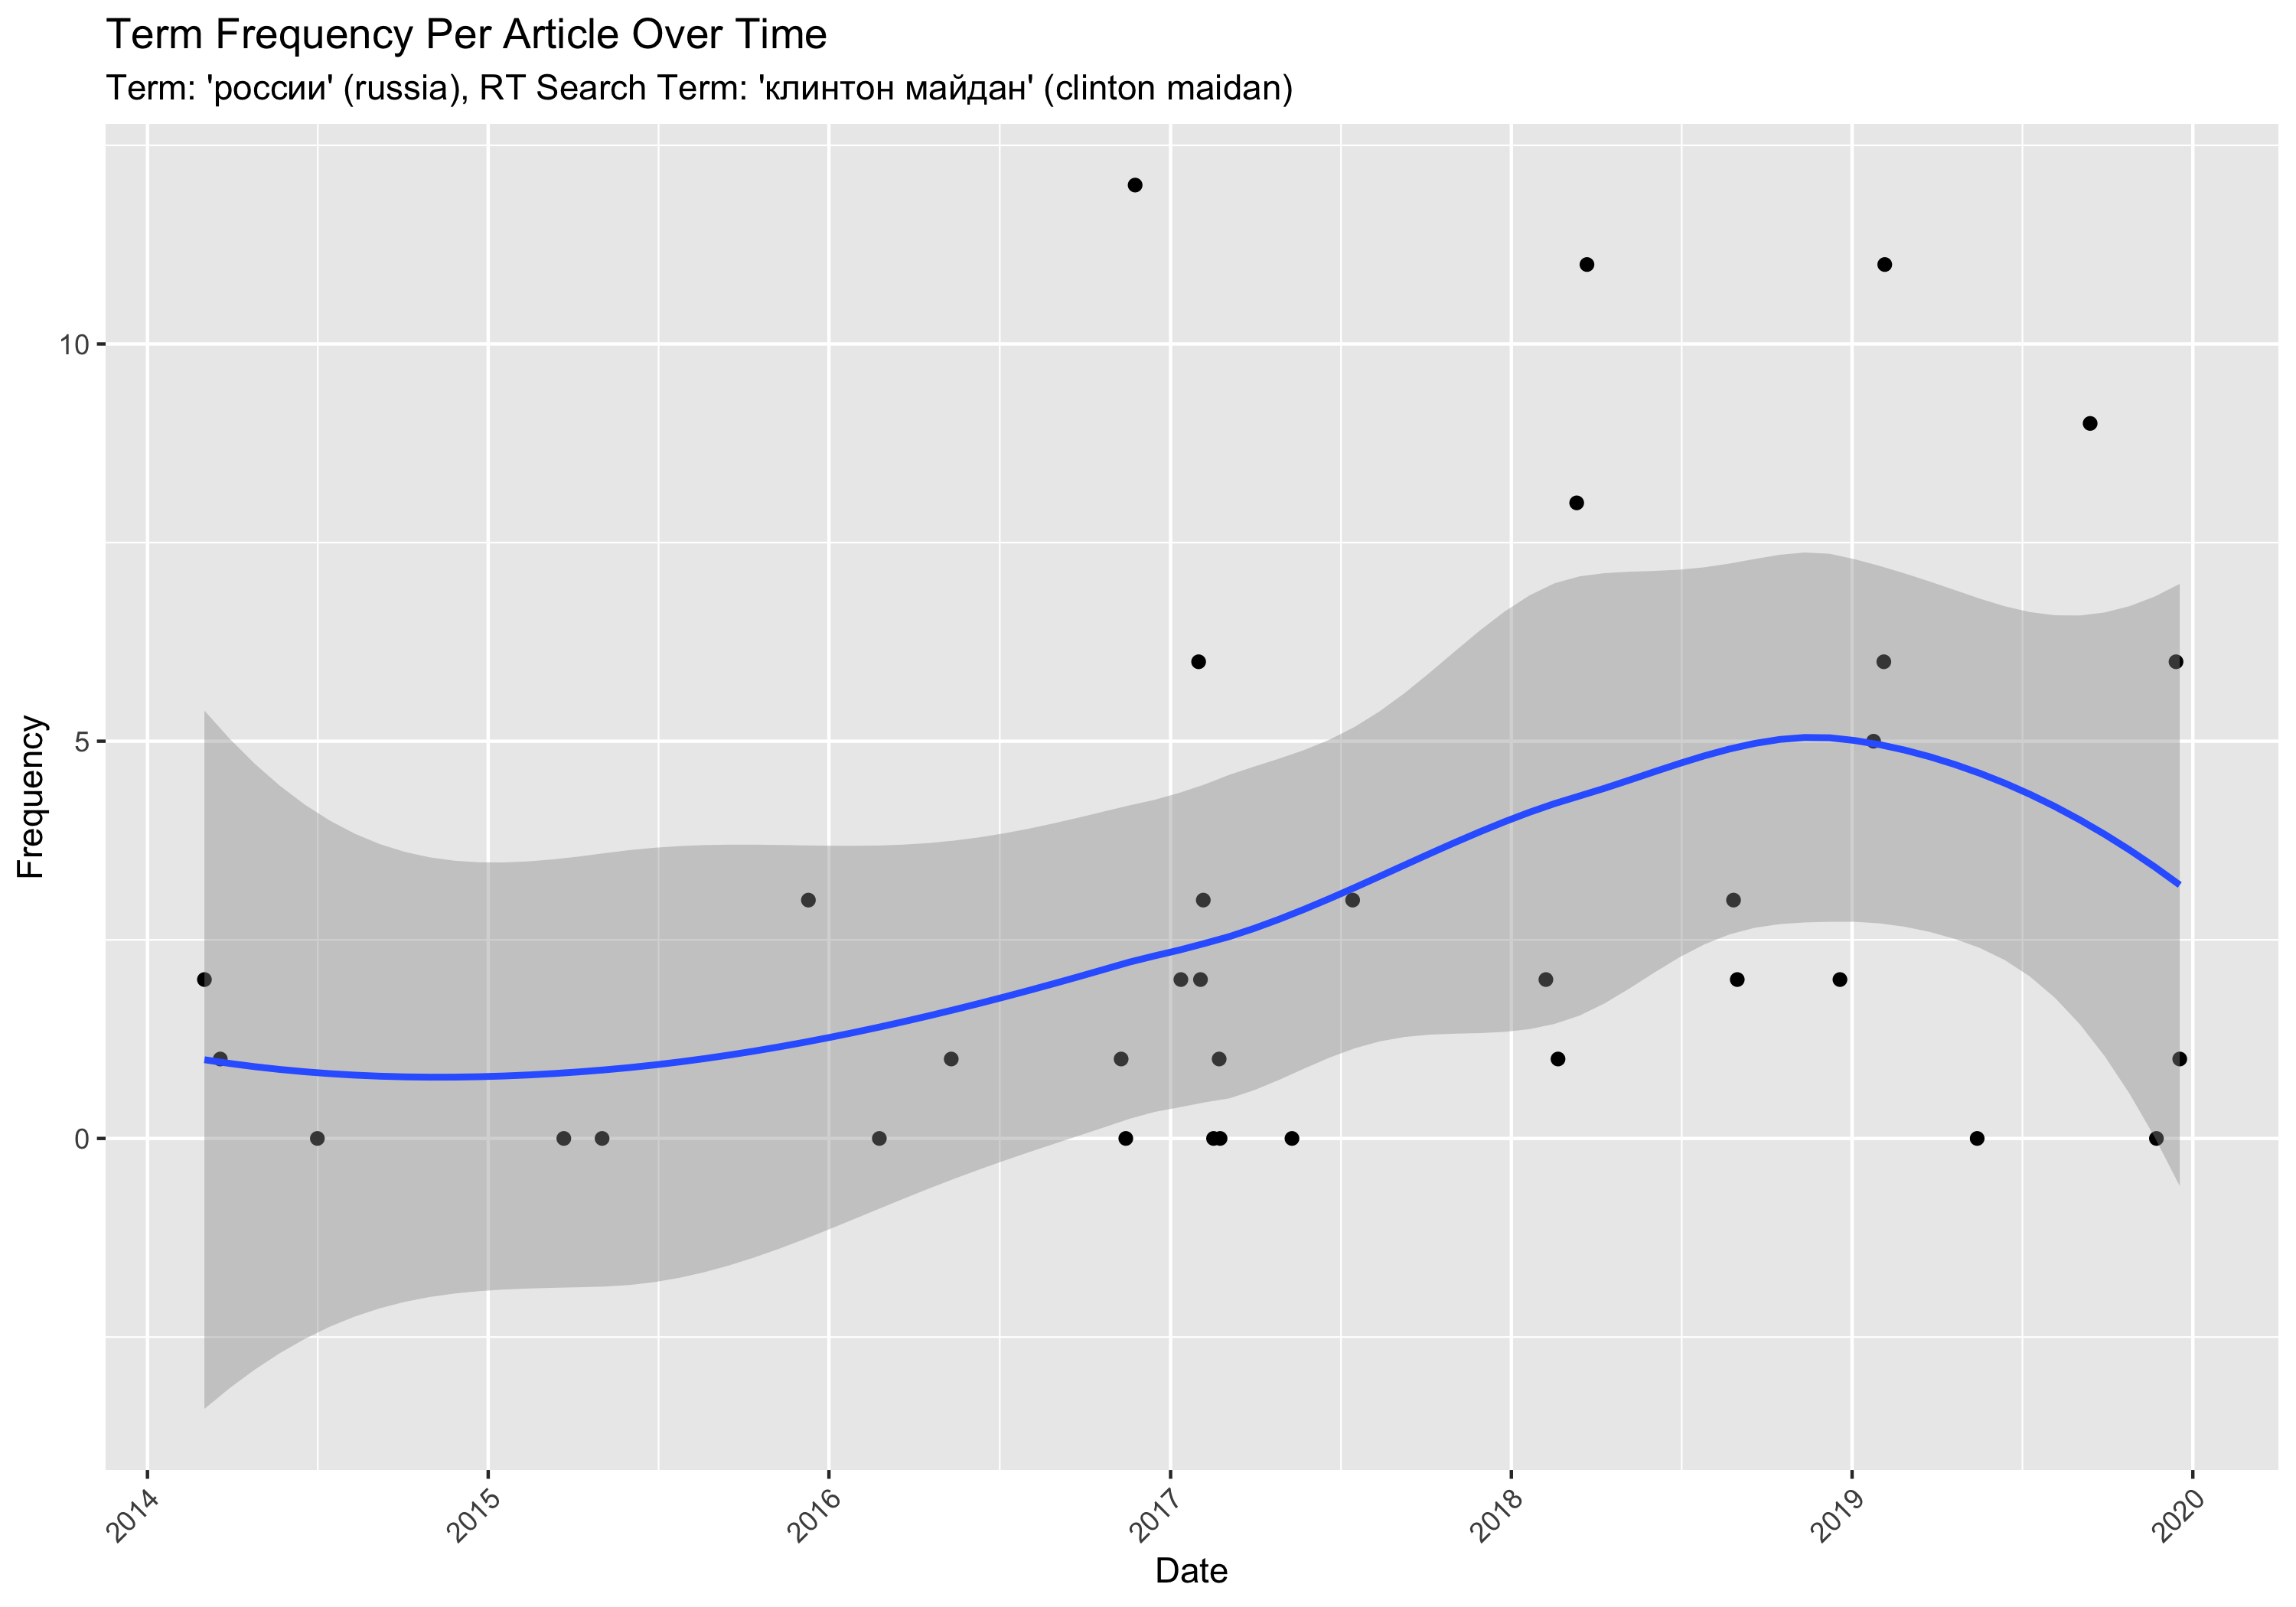 Term Frequency Per Article Over Time
Term: 'россии' (russia), RT Search Term: 'клинтон майдан' (clinton maidan)
10
5
0
Frequency
2014
2015
2016
2017
2018
2019
2020
Date